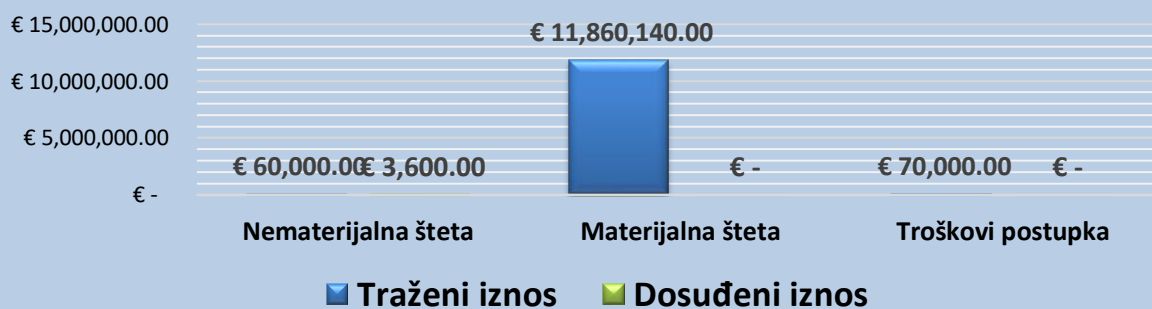 € 15,000,000.00
€ 10,000,000.00
€ 5,000,000.00
€ -
€ 60,000.00
€ 3,600.00
€ 11,860,140.00
€ -
€ 70,000.00
€ -
Nematerijalna šteta
Materijalna šteta
Troškovi postupka
Traženi iznos
Dosuđeni iznos